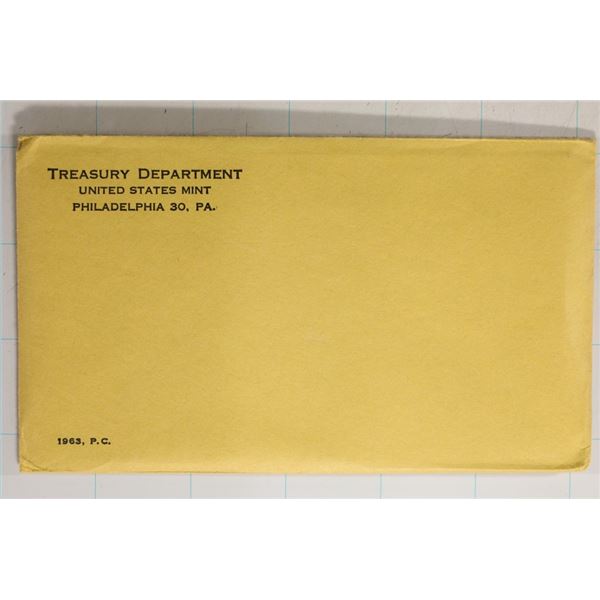 TREASURY DEPARTMENT
UNITED STATES MINT
PHILADELPHIA 30, PA.
1963, P.C.